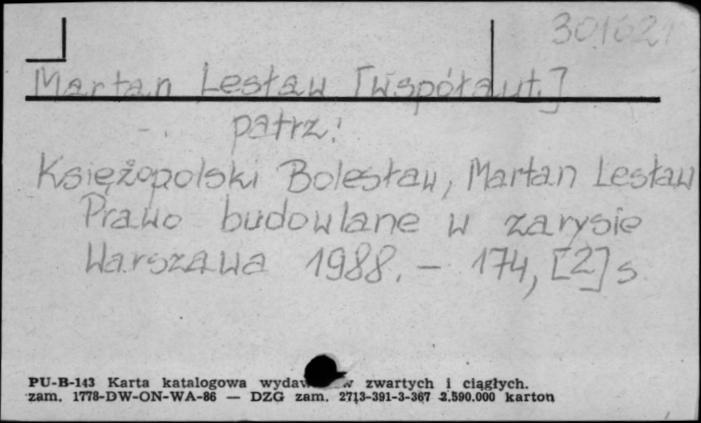 301621
Martan Lesław [współaut.]
patrz:
Księżopolski Bolesław, Martan Lesław
Prawo budowlane w zarysie
Warszawa 1988. - 174, [2] s
PU-B-143 Karta katalogowa zwartych i ciągłych.
zam. 1778-DW-ON-WA-86 — DZG zam. 2713-391-3-367 2.590.000 karton